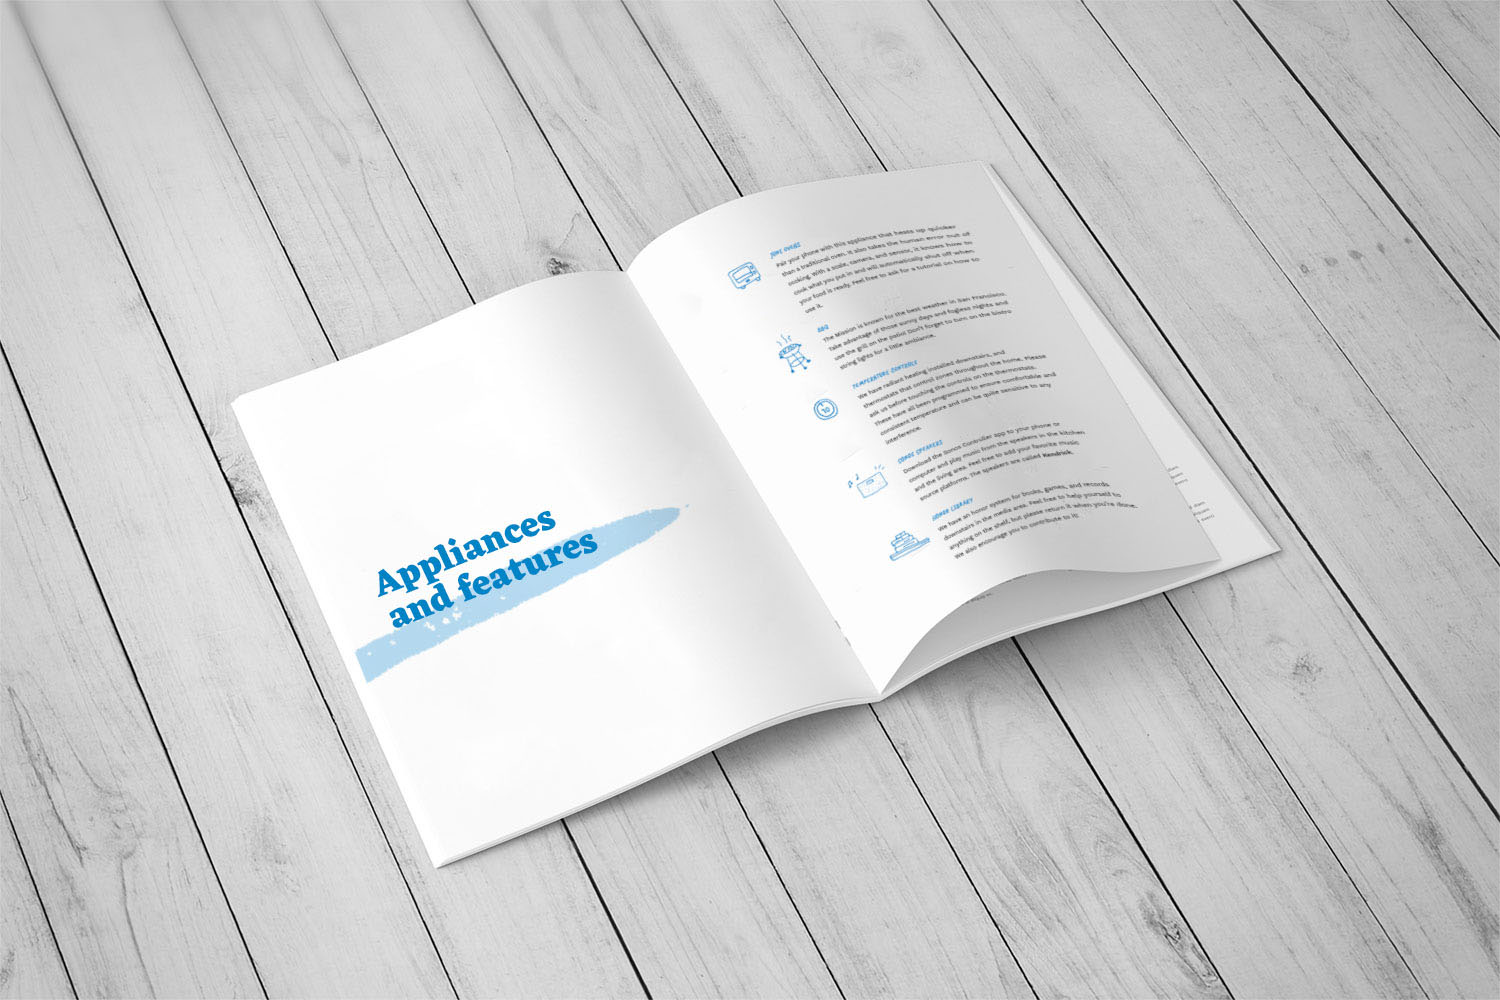 Appliances
and features
JUNE OVENS
Pair your phone with this appliance that heats up quicker
than a traditional oven. It also takes the human error out of
cooking. With a scale, camera, and sensor, it knows how to
cook what you put in and will automatically shut off when
your food is ready. Feel free to ask for a tutorial on how to
use it.
BBQ
The Mission is known for the best weather in San Francisco.
Take advantage of those sunny days and fogless nights and
use the grill on the patio! Don't forget to turn on the bistro
string lights for a little ambiance.
TEMPERATURE CONTROLS
We have radiant heating installed downstairs, and
thermostats that control zones throughout the home. Please
ask us before touching the controls on the thermostats.
These have all been programmed to ensure comfortable and
consistent temperature and can be quite sensitive to any
interference.
SONOS SPEAKERS
Download the Sonos Controller app to your phone or
computer and play music from the speakers in the kitchen
and the living area. Feel free to add your favorite music
source platforms. The speakers are called Kendrick.
HONOR LIBRARY
We have an honor system for books, games, and records
downstairs in the media area. Feel free to help yourself to
anything on the shelf, but please return it when you're done.
We also encourage you to contribute to it!